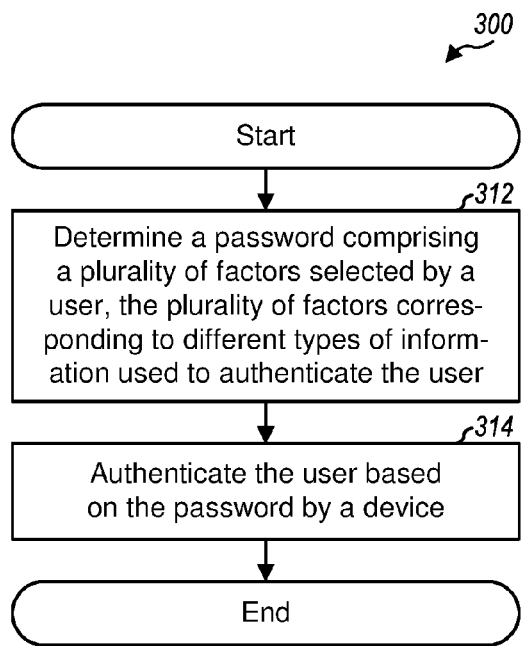 300
Start
312
Determine a password comprising
a plurality of factors selected by a
user, the plurality of factors corres-
ponding to different types of inform-
ation used to authenticate the user
314
Authenticate the user based
on the password by a device
End